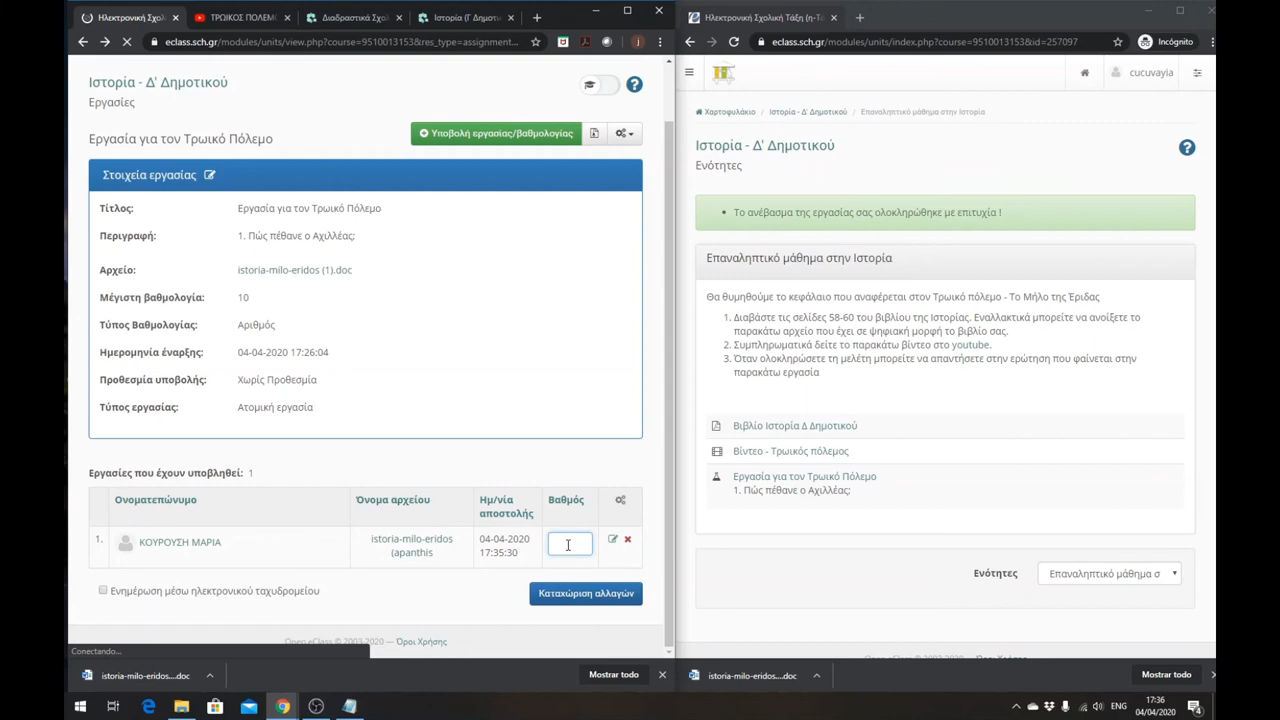 Ηλεκτρονική Σχολ
ΤΡΩΙΚΟΣ ΠΟΛΕΜΟ
Διαδραστικά Σχολ
Ιστορία (Γ Δημοτικ
eclass.sch.gr/modules/units/view.php?course=9510013153&res_type=assignment...
Ιστορία - Δ' Δημοτικού
Εργασίες
Εργασία για τον Τρωικό Πόλεμο
Υποβολή εργασίας/βαθμολογίας
Στοιχεία εργασίας
Τίτλος: Εργασία για τον Τρωικό Πόλεμο
Περιγραφή: 1. Πώς πέθανε ο Αχιλλέας;
Αρχείο: istoria-milo-eridos (1).doc
Μέγιστη βαθμολογία: 10
Τύπος Βαθμολογίας: Αριθμός
Ημερομηνία έναρξης: 04-04-2020 17:26:04
Προθεσμία υποβολής: Χωρίς Προθεσμία
Τύπος εργασίας: Ατομική εργασία
Εργασίες που έχουν υποβληθεί: 1
Ονοματεπώνυμο Όνομα αρχείου Ημ/νία αποστολής Βαθμός
1. ΚΟΥΡΟΥΣΗ ΜΑΡΙΑ istoria-milo-eridos (apanthis 04-04-2020 17:35:30
Ενημέρωση μέσω ηλεκτρονικού ταχυδρομείου
Καταχώριση αλλαγών
Open eClass © 2003-2020 — Όροι Χρήσης
Conectando...
istoria-milo-eridos....doc
Mostrar todo
Ηλεκτρονική Σχολική Τάξη (η-Τά
eclass.sch.gr/modules/units/index.php?course=9510013153&id=257097
Incógnito
cucuvayia
Χαρτοφυλάκιο / Ιστορία - Δ' Δημοτικού / Επαναληπτικό μάθημα στην Ιστορία
Ιστορία - Δ' Δημοτικού
Ενότητες
Το ανέβασμα της εργασίας σας ολοκληρώθηκε με επιτυχία !
Επαναληπτικό μάθημα στην Ιστορία
Θα θυμηθούμε το κεφάλαιο που αναφέρεται στον Τρωικό πόλεμο - Το Μήλο της Έριδας
1. Διαβάστε τις σελίδες 58-60 του βιβλίου της Ιστορίας. Εναλλακτικά μπορείτε να ανοίξετε το
παρακάτω αρχείο που έχει σε ψηφιακή μορφή το βιβλίο σας.
2. Συμπληρωματικά δείτε το παρακάτω βίντεο στο youtube.
3. Όταν ολοκληρώσετε τη μελέτη μπορείτε να απαντήσετε στην ερώτηση που φαίνεται στην
παρακάτω εργασία
Βιβλίο Ιστορία Δ Δημοτικού
Βίντεο - Τρωικός πόλεμος
Εργασία για τον Τρωικό Πόλεμο
1. Πώς πέθανε ο Αχιλλέας;
Ενότητες
Επαναληπτικό μάθημα σ
istoria-milo-eridos....doc
Mostrar todo
ENG
17:36
04/04/2020